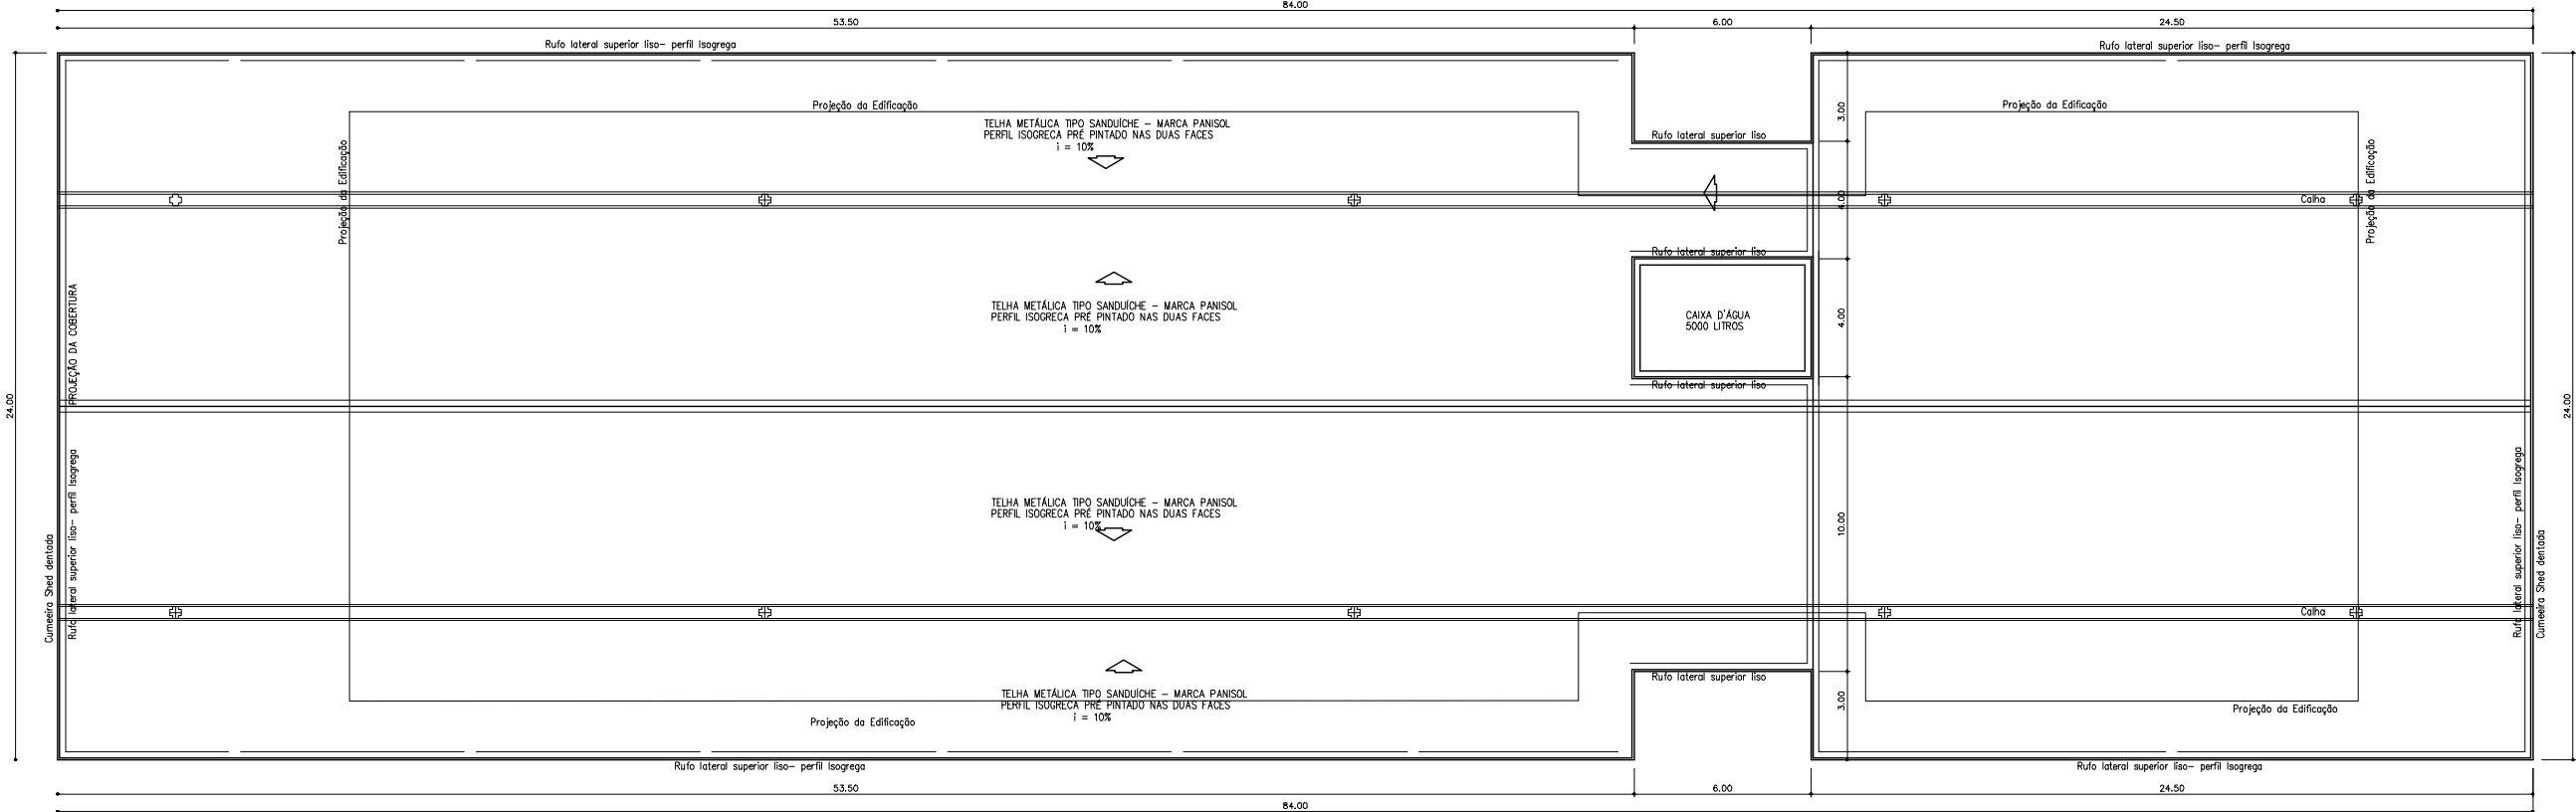 84.00
53.50
6.00
24.50
Rufo lateral superior liso- perfil Isogrega
Rufo lateral superior liso- perfil Isogrega
Projeção da Edificação
Projeção da Edificação
TELHA METÁLICA TIPO SANDUÍCHE - MARCA PANISOL
PERFIL ISOGRECA PRÉ PINTADO NAS DUAS FACES
i = 10%
Rufo lateral superior liso
3.00
Projeção da Edificação
Projeção da Edificação
4.00
Calha
Rufo lateral superior liso
TELHA METÁLICA TIPO SANDUÍCHE - MARCA PANISOL
PERFIL ISOGRECA PRÉ PINTADO NAS DUAS FACES
i = 10%
CAIXA D'ÁGUA
5000 LITROS
4.00
PROJEÇÃO DA COBERTURA
Rufo lateral superior liso
24.00
24.00
TELHA METÁLICA TIPO SANDUÍCHE - MARCA PANISOL
PERFIL ISOGRECA PRÉ PINTADO NAS DUAS FACES
i = 10%
10.00
Cumeeira Shed dentada
Rufo lateral superior liso- perfil Isogrega
Rufo lateral superior liso- perfil Isogrega
Cumeeira Shed dentada
Calha
Rufo lateral superior liso
TELHA METÁLICA TIPO SANDUÍCHE - MARCA PANISOL
PERFIL ISOGRECA PRÉ PINTADO NAS DUAS FACES
i = 10%
3.00
Projeção da Edificação
Projeção da Edificação
Rufo lateral superior liso- perfil Isogrega
Rufo lateral superior liso- perfil Isogrega
53.50
6.00
24.50
84.00